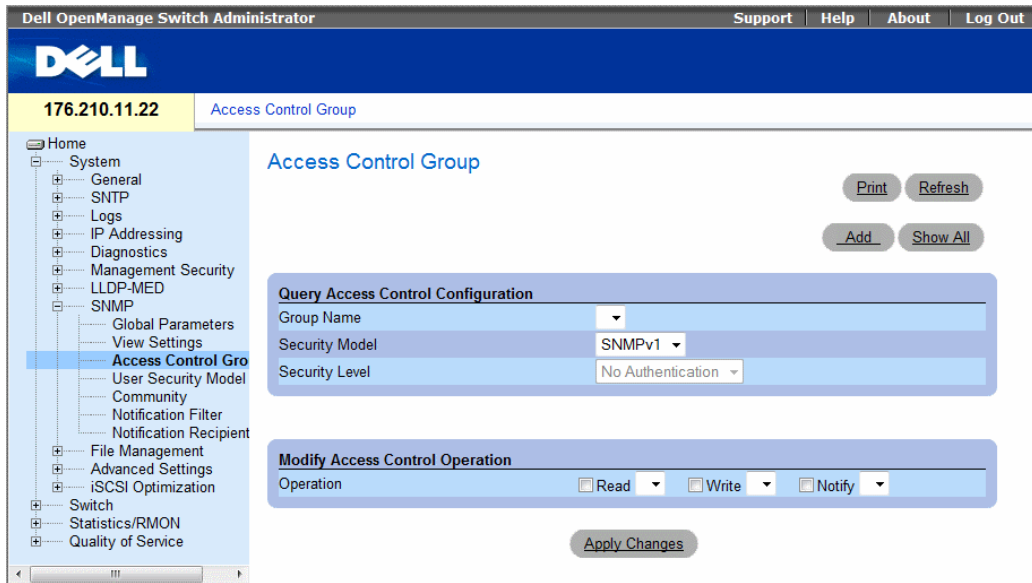 Dell OpenManage Switch Administrator Support Help About Log Out
DELL
176.210.11.22 Access Control Group
Home
System
General
SNTP
Logs
IP Addressing
Diagnostics
Management Security
LLDP-MED
SNMP
Global Parameters
View Settings
Access Control Gro
User Security Model
Community
Notification Filter
Notification Recipient
File Management
Advanced Settings
iSCSI Optimization
Switch
Statistics/RMON
Quality of Service
Access Control Group
Print Refresh
Add Show All
Query Access Control Configuration
Group Name
Security Model SNMPv1
Security Level No Authentication
Modify Access Control Operation
Operation Read Write Notify
Apply Changes